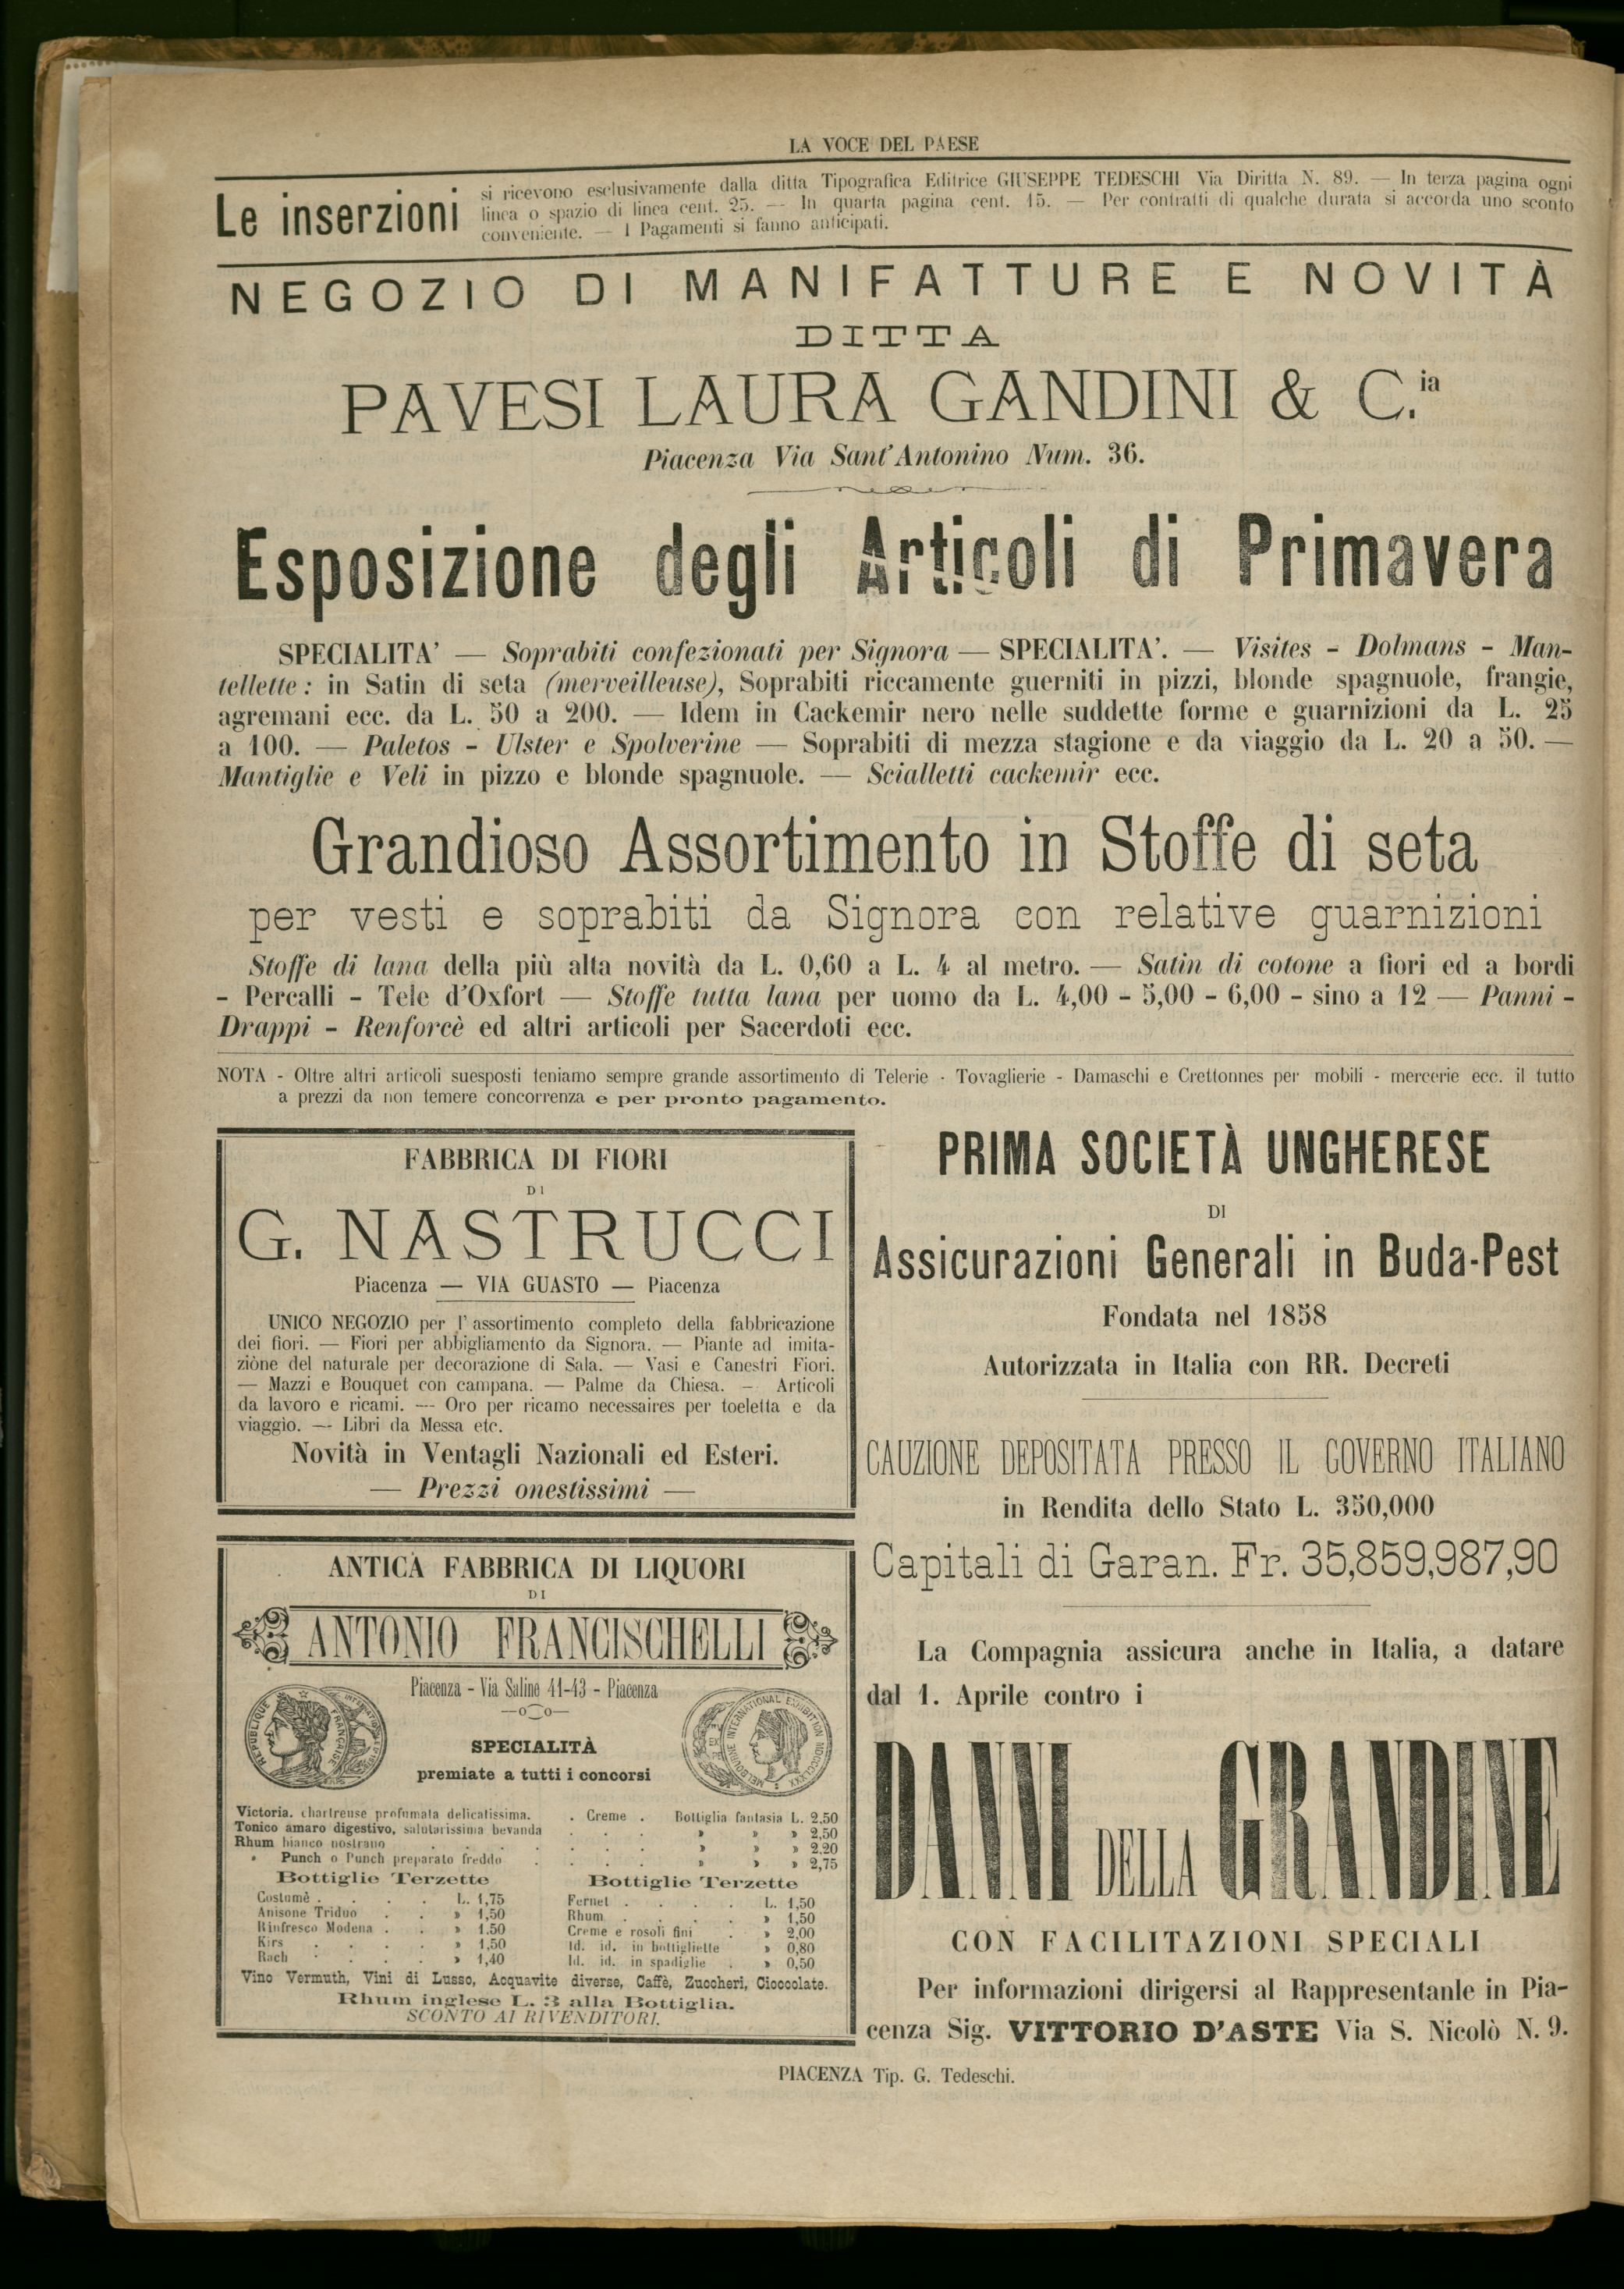 LA VOCE DEL PAESE
Le inserzioni
si ricevono esclusivamente dalla ditta Tipografica Editrice GIUSEPPE TEDESCHI Via Diritta N. 89. — In terza pagina ogni
linea o spazio di linea cent. 25. — In quarta pagina cent. 15. — Per contratti di qualche durata si accorda uno sconto
conveniente. — I Pagamenti si fanno anticipati.
NEGOZIO DI MANIFATTURE E NOVITÀ
DITTA
PAVESI LAURA GANDINI & C.ia
Piacenza Via Sant'Antonino Num. 36.
Esposizione degli Articoli di Primavera
SPECIALITA' — Soprabiti confezionati per Signora — SPECIALITA'. — Visites - Dolmans - Man-
tellette: in Satin di seta (merveilleuse), Soprabiti riccamente guerniti in pizzi, blonde spagnuole, frangie,
agremani ecc. da L. 50 a 200. — Idem in Cackemir nero nelle suddette forme e guarnizioni da L. 25
a 100. — Paletos - Ulster e Spolverine — Soprabiti di mezza stagione e da viaggio da L. 20 a 50. —
Mantiglie e Veli in pizzo e blonde spagnuole. — Scialletti cackemir ecc.
Grandioso Assortimento in Stoffe di seta
per vesti e soprabiti da Signora con relative guarnizioni
Stoffe di lana della più alta novità da L. 0,60 a L. 4 al metro. — Satin di cotone a fiori ed a bordi
- Percalli - Tele d'Oxfort — Stoffe tutta lana per uomo da L. 4,00 - 5,00 - 6,00 - sino a 12 — Panni -
Drappi - Renforcè ed altri articoli per Sacerdoti ecc.
NOTA - Oltre altri articoli suesposti teniamo sempre grande assortimento di Telerie - Tovaglierie - Damaschi e Crettonnes per mobili - mercerie ecc. il tutto
a prezzi da non temere concorrenza e per pronto pagamento.
FABBRICA DI FIORI
DI
G. NASTRUCCI
Piacenza — VIA GUASTO — Piacenza
UNICO NEGOZIO per l'assortimento completo della fabbricazione
dei fiori. — Fiori per abbigliamento da Signora. — Piante ad imita-
ziòne del naturale per decorazione di Sala. — Vasi e Canestri Fiori.
— Mazzi e Bouquet con campana. — Palme da Chiesa. — Articoli
da lavoro e ricami. — Oro per ricamo necessaires per toeletta e da
viaggio. — Libri da Messa etc.
Novità in Ventagli Nazionali ed Esteri.
— Prezzi onestissimi —
ANTICA FABBRICA DI LIQUORI
DI
ANTONIO FRANCISCHELLI
Piacenza - Via Saline 41-43 - Piacenza
REPUBLIQUE FRANÇAISE
MELBOURNE INTERNATIONAL EXHIBITION MDCCCLXXX
SPECIALITÀ
premiate a tutti i concorsi
Victoria. chartreuse profumata delicatissima. . Creme . Bottiglia fantasia L. 2,50
Tonico amaro digestivo, salutarissima bevanda . . . » » » 2,50
Rhum bianco nostrano . . . . . . » » » 2,20
» Punch o Punch preparato freddo . . . . » » » 2,75
Bottiglie Terzette
Costumè . . . . L. 1,75
Anisone Triduo . . » 1,50
Rinfresco Modena . . » 1.50
Kirs . . . . » 1,50
Rach . . . . » 1,40
Bottiglie Terzette
Fernet . . . . L. 1,50
Rhum . . . . » 1,50
Creme e rosoli fini . » 2,00
Id. id. in bottigliette » 0,80
Id. id. in spadiglie . » 0,50
Vino Vermuth, Vini di Lusso, Acquavite diverse, Caffè, Zuccheri, Cioccolate.
Rhum inglese L. 3 alla Bottiglia.
SCONTO AI RIVENDITORI.
PRIMA SOCIETÀ UNGHERESE
DI
Assicurazioni Generali in Buda-Pest
Fondata nel 1858
Autorizzata in Italia con RR. Decreti
CAUZIONE DEPOSITATA PRESSO IL GOVERNO ITALIANO
in Rendita dello Stato L. 350,000
Capitali di Garan. Fr. 35,859,987,90
La Compagnia assicura anche in Italia, a datare
dal 1. Aprile contro i
DANNI DELLA GRANDINE
CON FACILITAZIONI SPECIALI
Per informazioni dirigersi al Rappresentante in Pia-
cenza Sig. VITTORIO D'ASTE Via S. Nicolò N. 9.
PIACENZA Tip. G. Tedeschi.